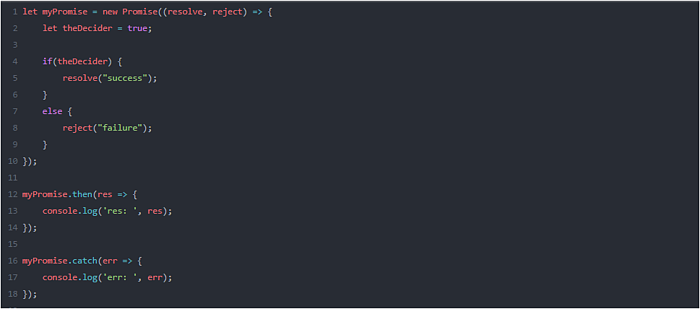 1 let myPromise = new Promise((resolve, reject) => {
2     let theDecider = true;
3
4     if(theDecider) {
5         resolve("success");
6     }
7     else {
8         reject("failure");
9     }
10 });
11
12 myPromise.then(res => {
13     console.log('res: ', res);
14 });
15
16 myPromise.catch(err => {
17     console.log('err: ', err);
18 });